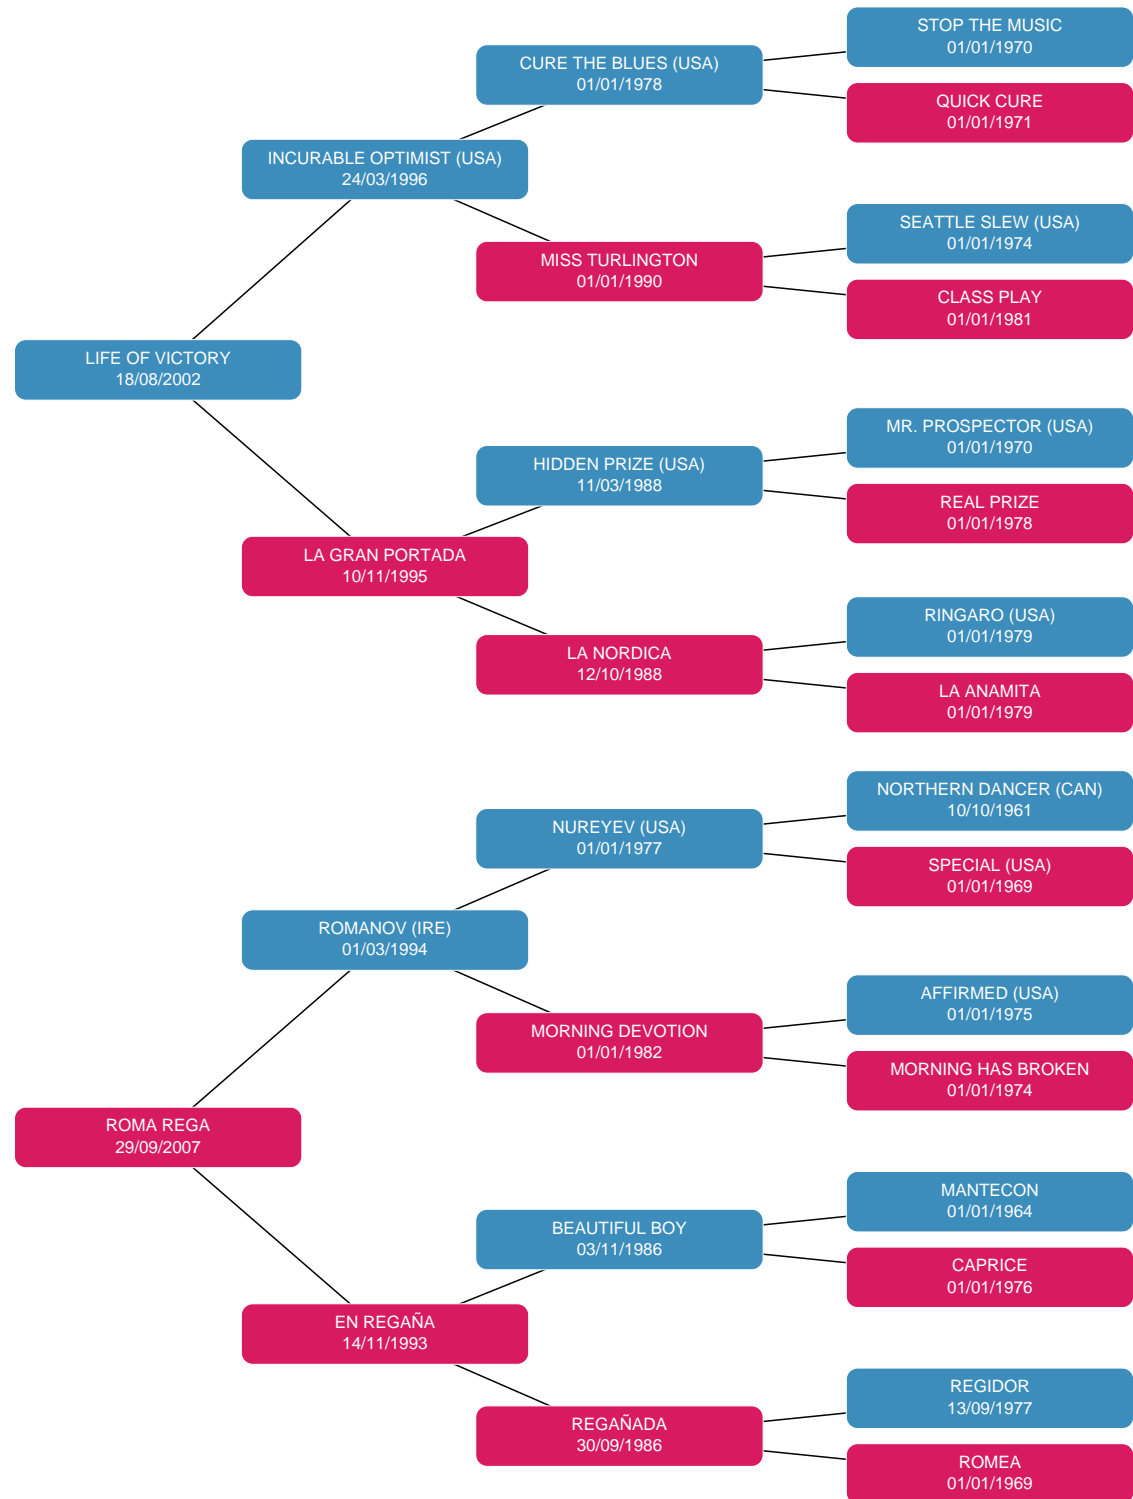 STOP THE MUSIC
01/01/1970
CURE THE BLUES (USA)
01/01/1978
QUICK CURE
01/01/1971
INCURABLE OPTIMIST (USA)
24/03/1996
SEATTLE SLEW (USA)
01/01/1974
MISS TURLINGTON
01/01/1990
CLASS PLAY
01/01/1981
LIFE OF VICTORY
18/08/2002
MR. PROSPECTOR (USA)
01/01/1970
HIDDEN PRIZE (USA)
11/03/1988
REAL PRIZE
01/01/1978
LA GRAN PORTADA
10/11/1995
RINGARO (USA)
01/01/1979
LA NORDICA
12/10/1988
LA ANAMITA
01/01/1979
NORTHERN DANCER (CAN)
10/10/1961
NUREYEV (USA)
01/01/1977
SPECIAL (USA)
01/01/1969
ROMANOV (IRE)
01/03/1994
AFFIRMED (USA)
01/01/1975
MORNING DEVOTION
01/01/1982
MORNING HAS BROKEN
01/01/1974
ROMA REGA
29/09/2007
MANTECON
01/01/1964
BEAUTIFUL BOY
03/11/1986
CAPRICE
01/01/1976
EN REGAÑA
14/11/1993
REGIDOR
13/09/1977
REGAÑADA
30/09/1986
ROMEA
01/01/1969